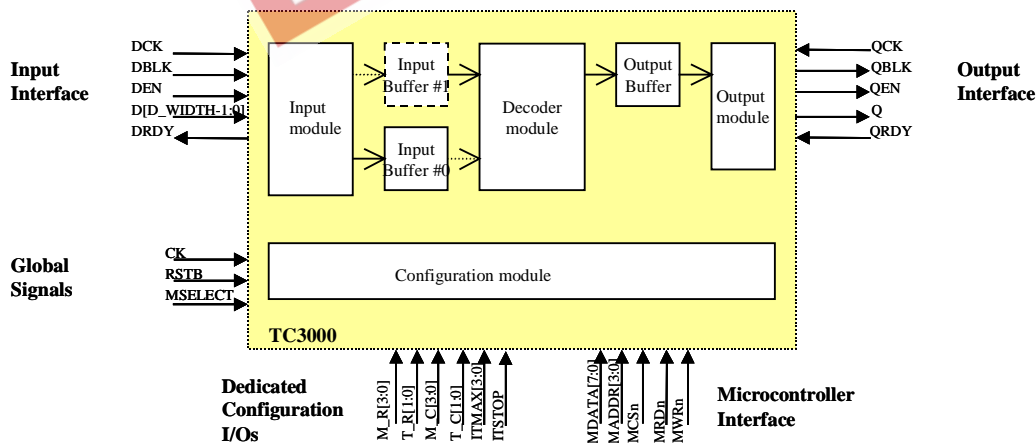 DCK
DBLK
DEN
D[D_WIDTH-1:0]
DRDY
Input
Interface
Input
module
Input
Buffer #1
Input
Buffer #0
Decoder
module
Output
Buffer
Output
module
QCK
QBLK
QEN
Q
QRDY
Output
Interface
Global
Signals
CK
RSTB
MSELECT
Configuration module
TC3000
Dedicated
Configuration
I/Os
M_R[3:0]
T_R[1:0]
M_C[3:0]
T_C[1:0]
ITMAX[3:0]
ITSTOP
MDATA[7:0]
MADDR[3:0]
MCSn
MRDn
MWRn
Microcontroller
Interface